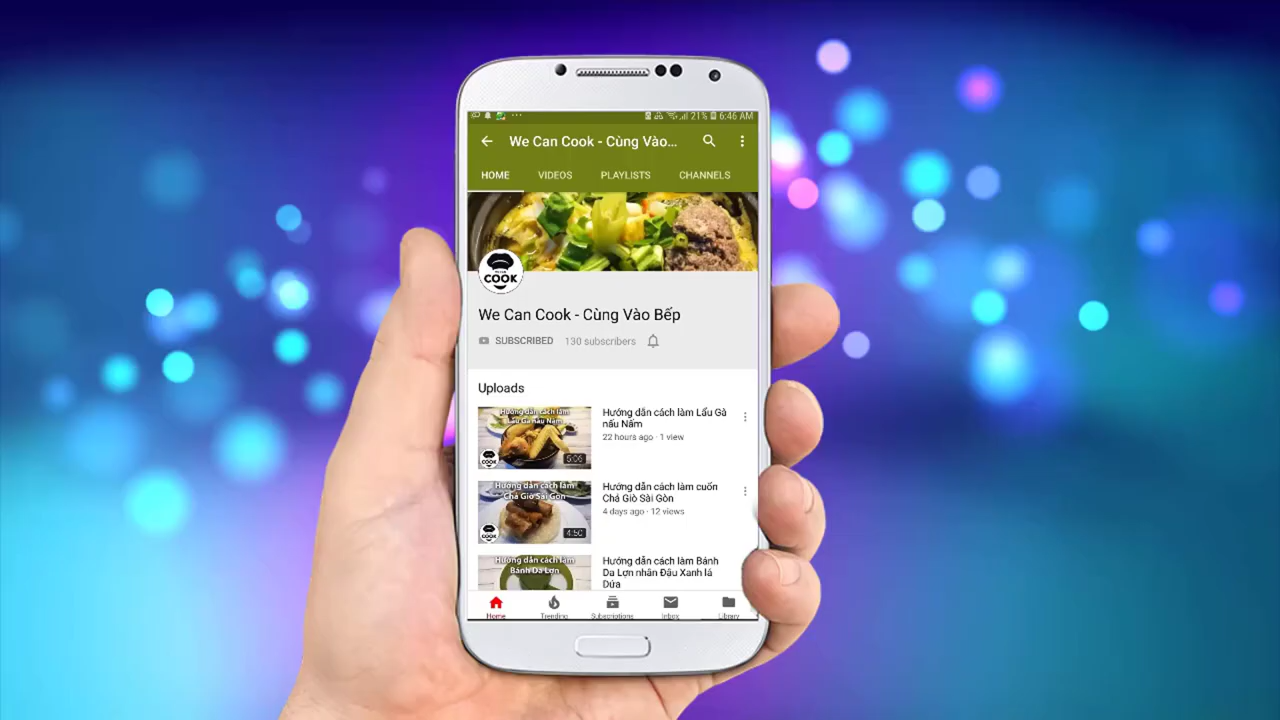 21% 6:46 AM
We Can Cook - Cùng Vào...
HOME VIDEOS PLAYLISTS CHANNELS
COOK
We Can Cook - Cùng Vào Bếp
SUBSCRIBED 130 subscribers
Uploads
Hướng dẫn cách làm
Lẩu Gà nấu Nấm
COOK
5:06
Hướng dẫn cách làm Lẩu Gà
nấu Nấm
22 hours ago · 1 view
Hướng dẫn cách làm
Chả Giò Sài Gòn
COOK
4:50
Hướng dẫn cách làm cuốn
Chả Giò Sài Gòn
4 days ago · 12 views
Hướng dẫn cách làm
Bánh Da Lợn
Hướng dẫn cách làm Bánh
Da Lợn nhân Đậu Xanh lá
Dứa
Home Trending Subscriptions Inbox Library